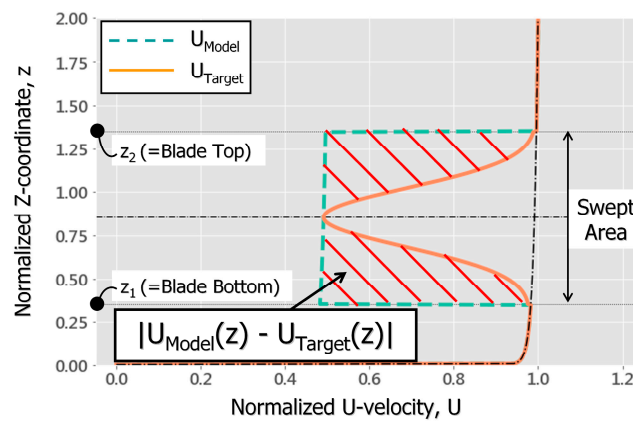 2.00
1.75
1.50
1.25
1.00
0.75
0.50
0.25
0.00
Normalized Z-coordinate, z
U_Model
U_Target
z₂ (=Blade Top)
Swept
Area
z₁ (=Blade Bottom)
|U_Model(z) - U_Target(z)|
0.0
0.2
0.4
0.6
0.8
1.0
1.2
Normalized U-velocity, U